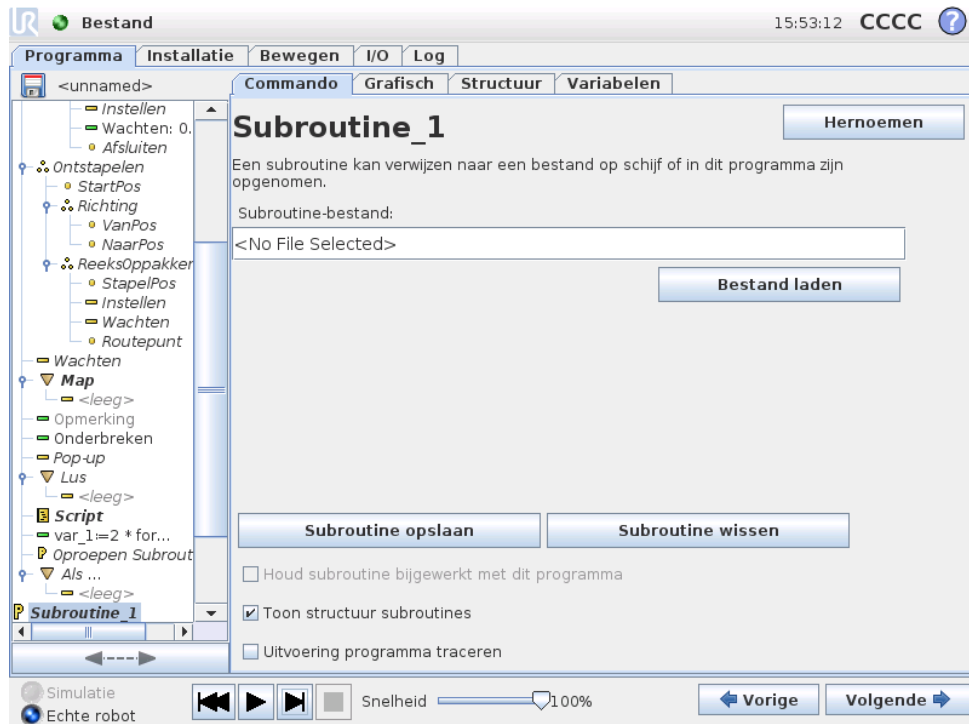 UR Bestand 15:53:12 CCCC ?
Programma Installatie Bewegen I/O Log
<unnamed>
Commando Grafisch Structuur Variabelen
Instellen
Wachten: 0.
Afsluiten
Ontstapelen
StartPos
Richting
VanPos
NaarPos
ReeksOppakker
StapelPos
Instellen
Wachten
Routepunt
Wachten
Map
<leeg>
Opmerking
Onderbreken
Pop-up
Lus
<leeg>
Script
var_1:=2 * for...
Oproepen Subrout
Als ...
<leeg>
Subroutine_1
Subroutine_1
Hernoemen
Een subroutine kan verwijzen naar een bestand op schijf of in dit programma zijn
opgenomen.
Subroutine-bestand:
<No File Selected>
Bestand laden
Subroutine opslaan Subroutine wissen
Houd subroutine bijgewerkt met dit programma
Toon structuur subroutines
Uitvoering programma traceren
Simulatie
Echte robot
Snelheid 100%
Vorige Volgende